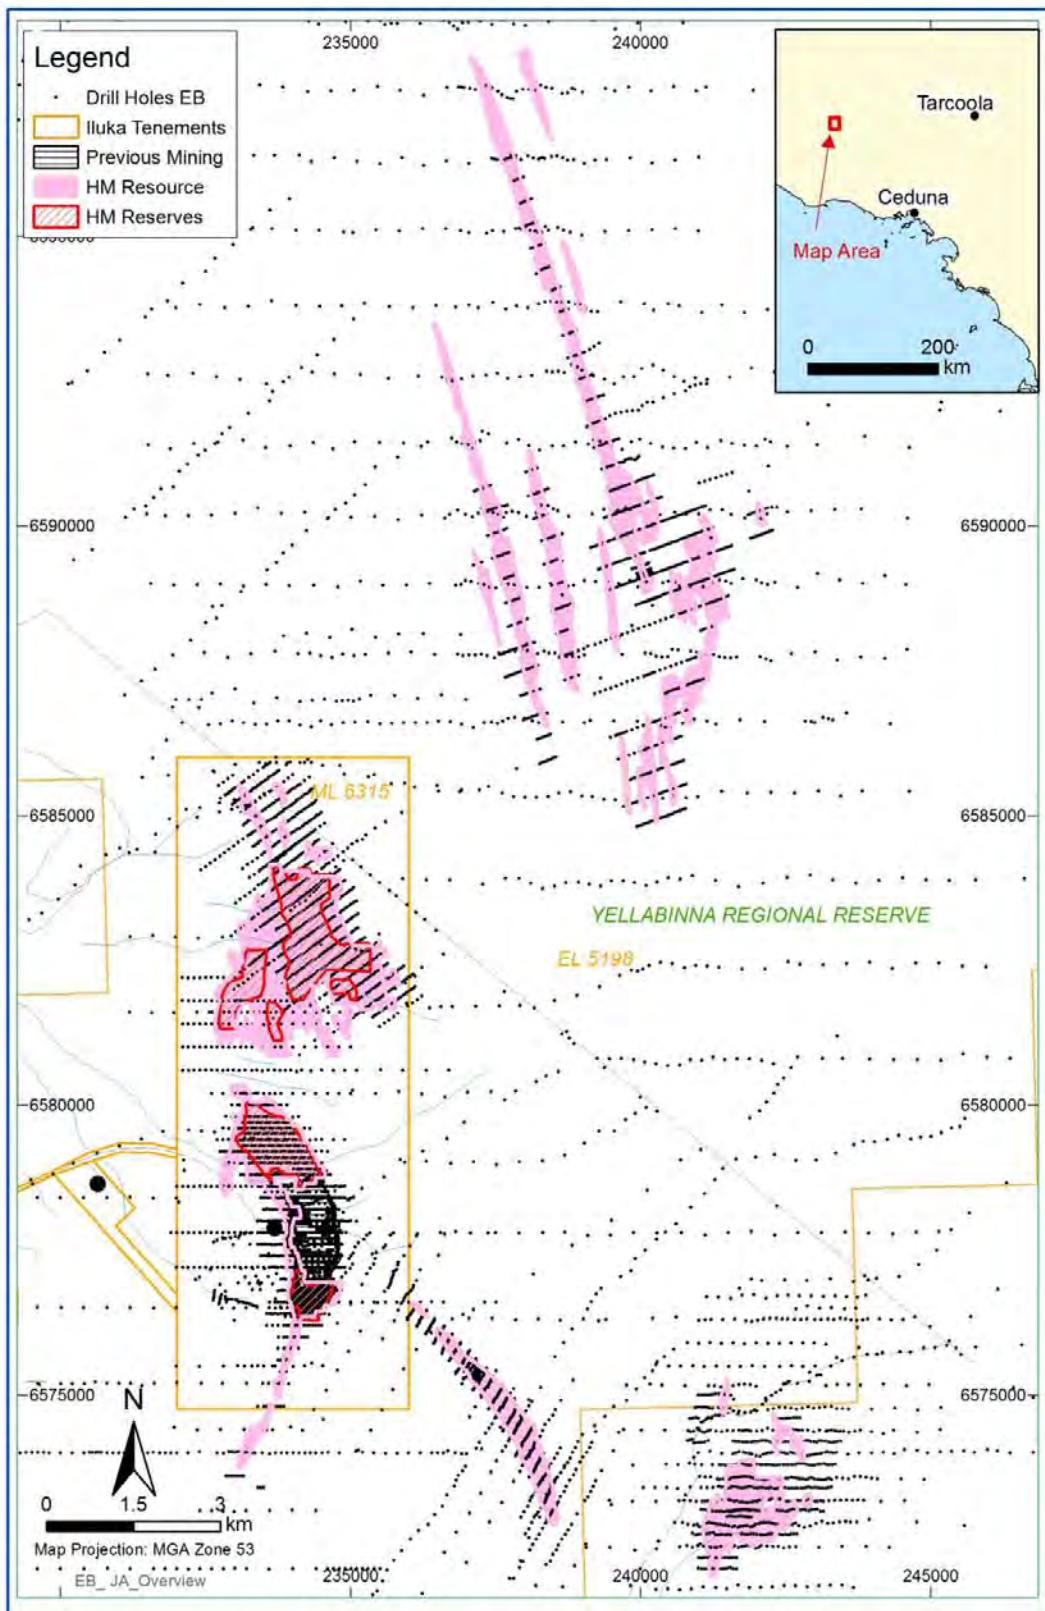 235000
240000
Legend
Drill Holes EB
Iluka Tenements
Previous Mining
HM Resource
HM Reserves
Tarcoola
Ceduna
Map Area
0 200
km
6590000
6590000
ML 6315
6585000
6585000
YELLABINNA REGIONAL RESERVE
EL 5198
6580000
6580000
6575000
6575000
N
0 1.5 3
km
Map Projection: MGA Zone 53
EB_ JA_Overview
235000
240000
245000